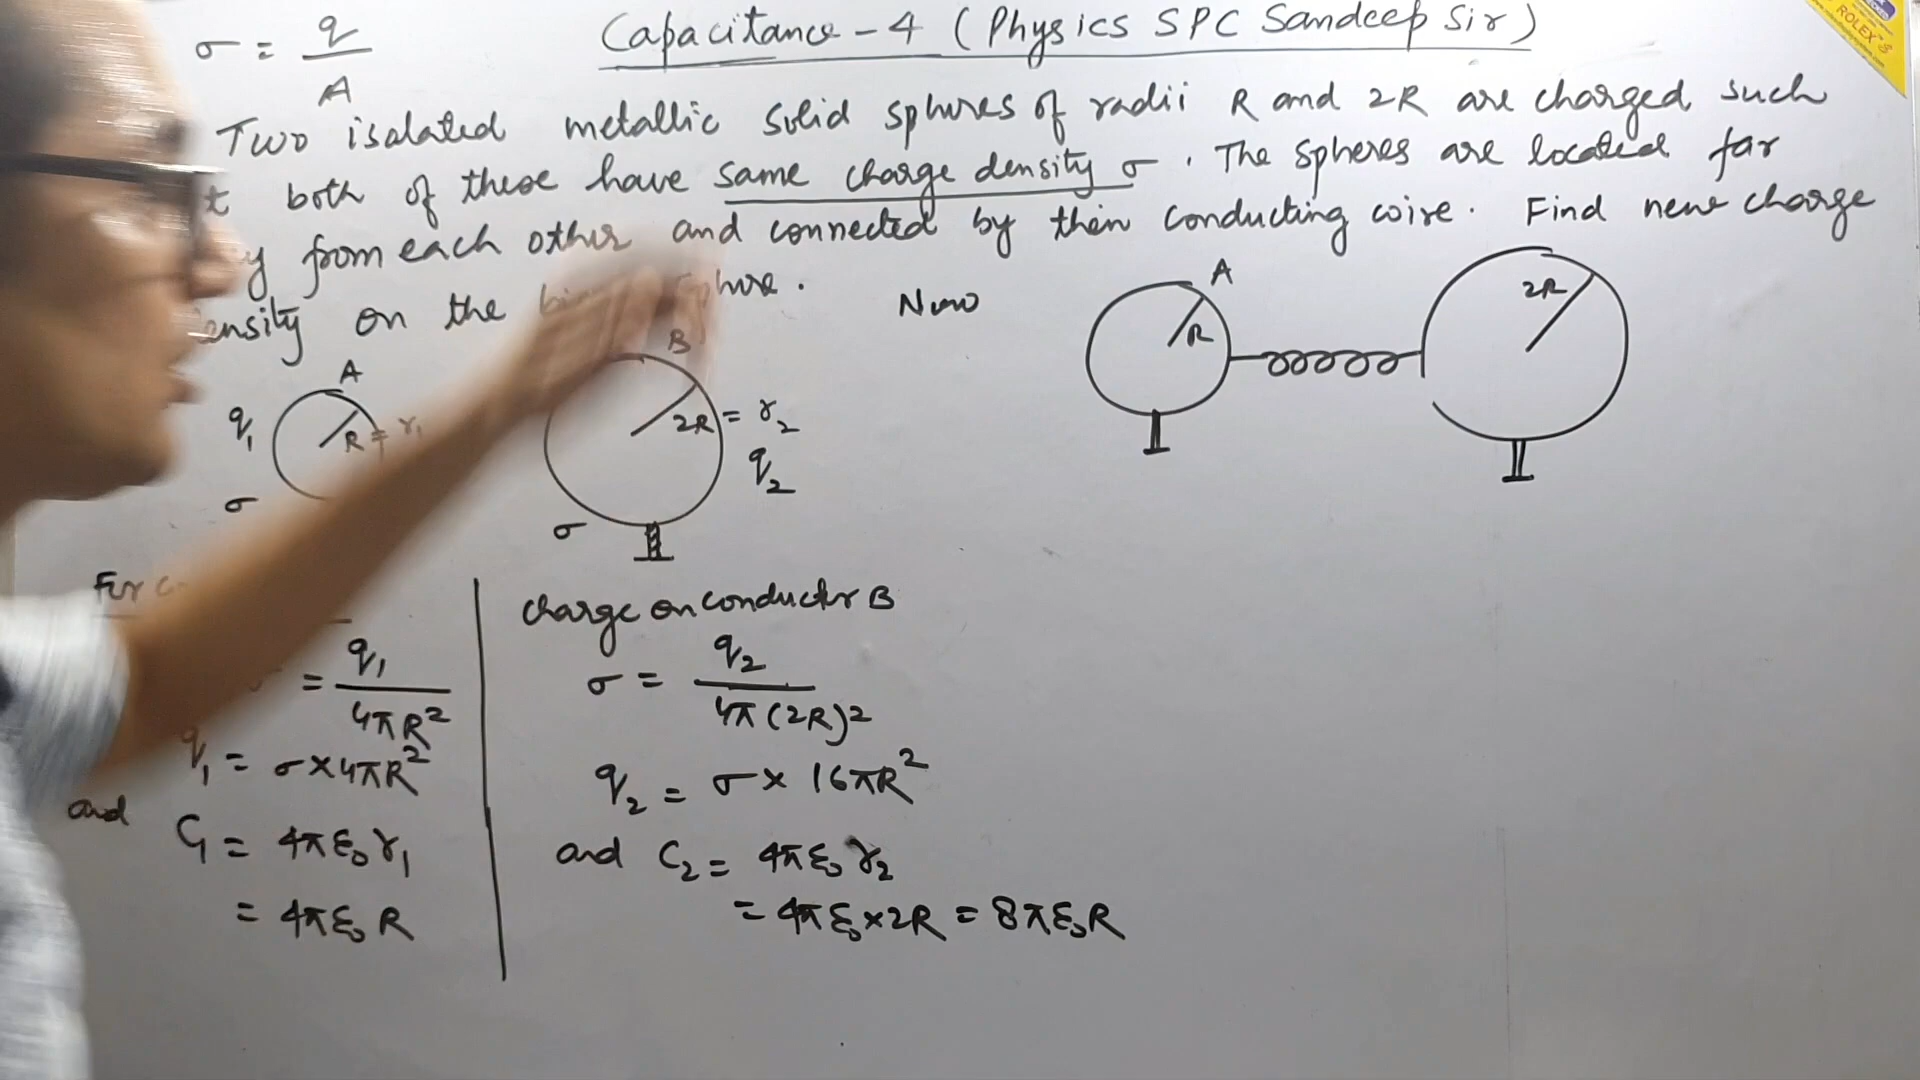 σ = q / A
Capacitance - 4 ( Physics SPC Sandeep Sir )
ROLEX
Two isolated metallic solid spheres of radii R and 2R are charged such
t both of these have same charge density σ . The spheres are located far
y from each other and connected by thin conducting wire . Find new charge
ensity on the
Now
A
R
2R
A
q₁
R = r₁
σ
B
2R = r₂
q₂
σ
For
= q₁ / 4πR²
q₁ = σ×4πR²
and C₁ = 4πε₀r₁
= 4πε₀R
charge on conductor B
σ = q₂ / 4π(2R)²
q₂ = σ × 16πR²
and C₂ = 4πε₀r₂
= 4πε₀×2R = 8πε₀R